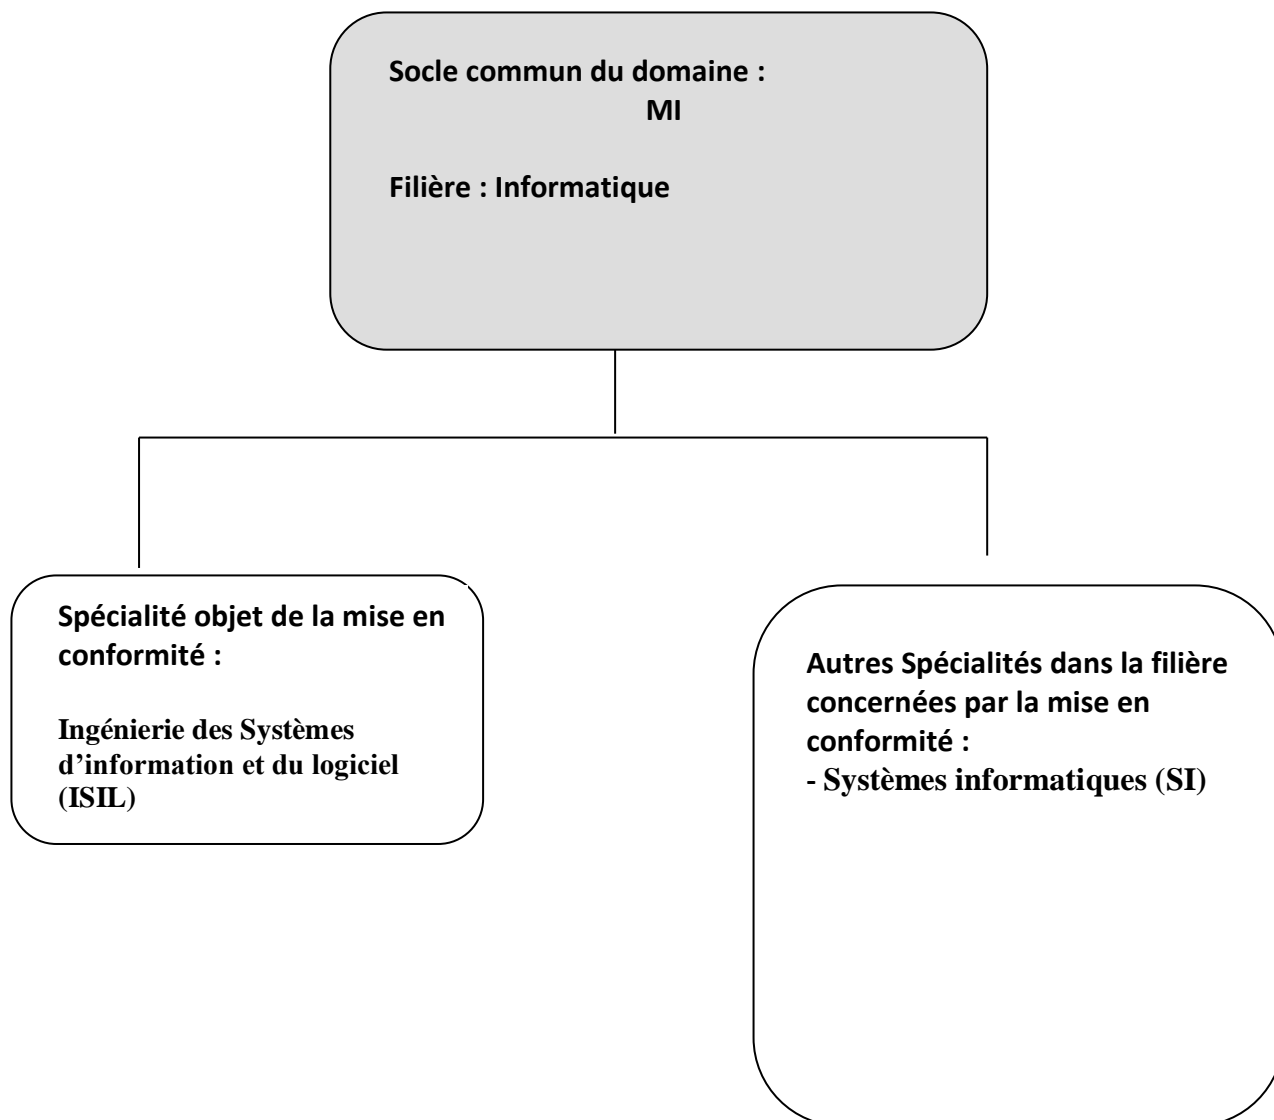 Socle commun du domaine :
MI
Filière : Informatique
Spécialité objet de la mise en
conformité :
Ingénierie des Systèmes
d’information et du logiciel
(ISIL)
Autres Spécialités dans la filière
concernées par la mise en
conformité :
- Systèmes informatiques (SI)